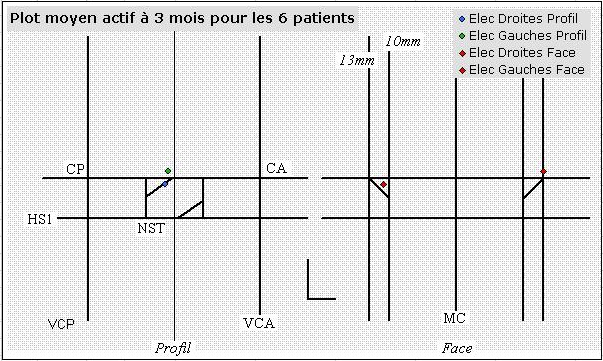 Plot moyen actif à 3 mois pour les 6 patients
Elec Droites Profil
Elec Gauches Profil
Elec Droites Face
Elec Gauches Face
10mm
13mm
CP
CA
HS1
NST
VCP
VCA
MC
Profil
Face